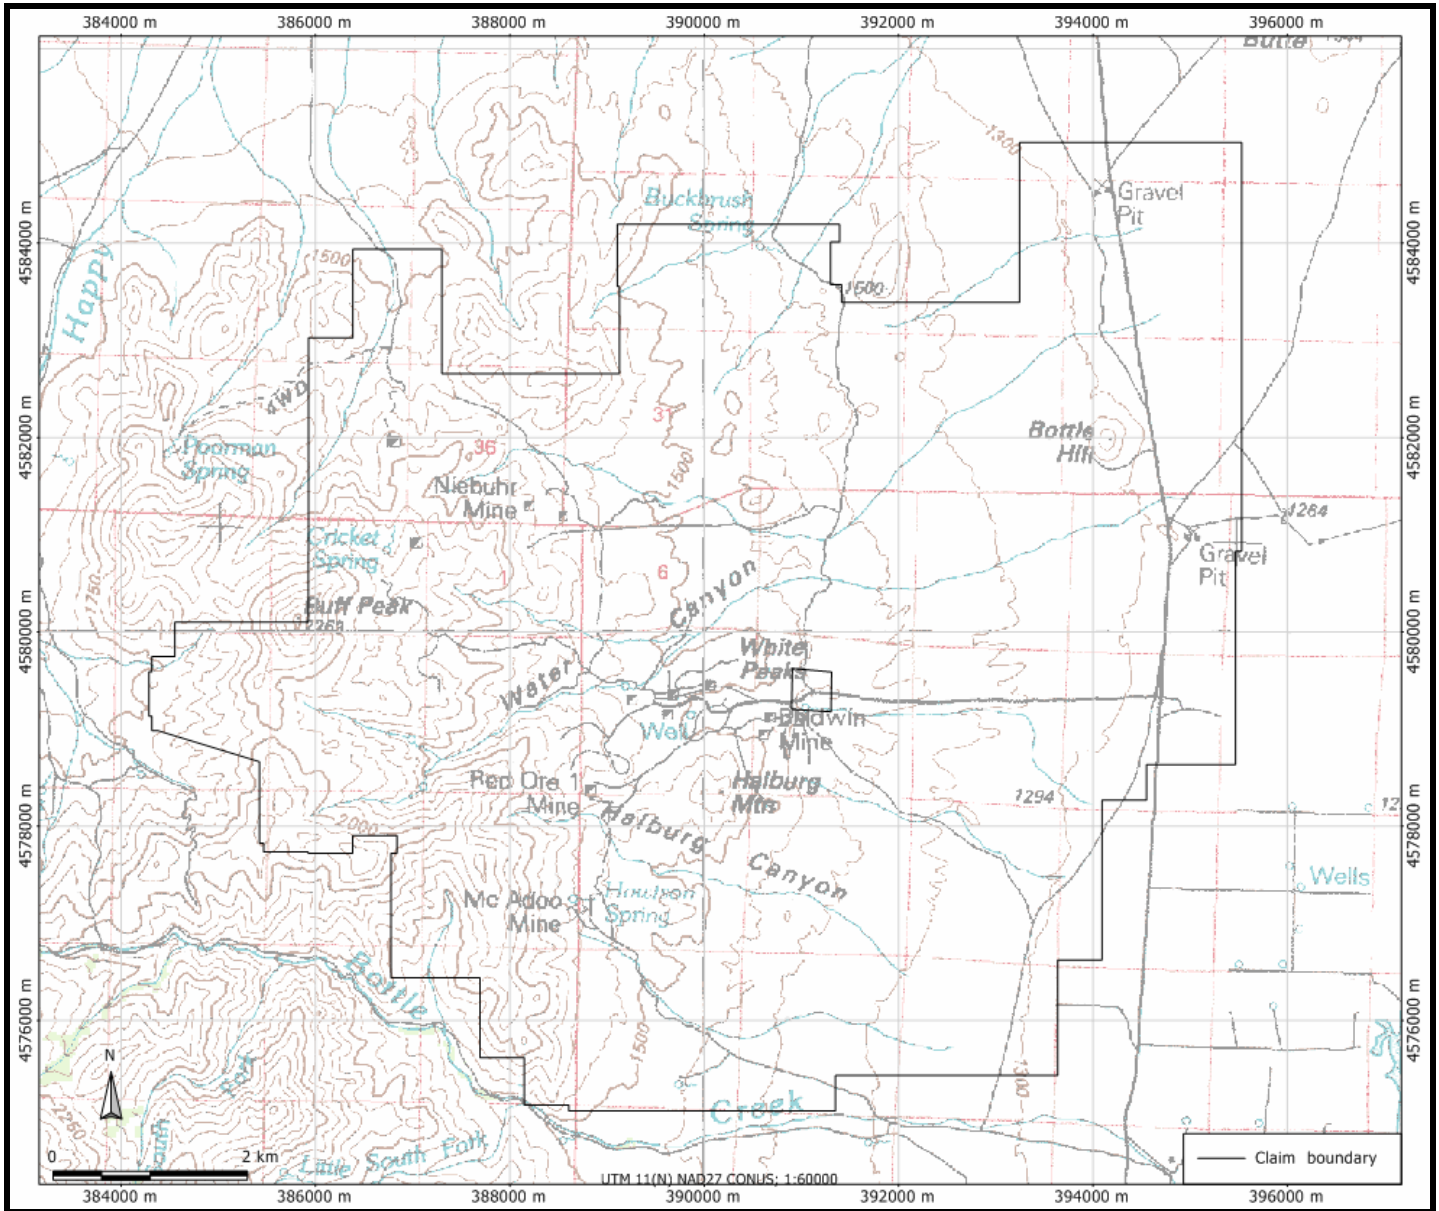 384000 m 386000 m 388000 m 390000 m 392000 m 394000 m 396000 m
Butte
1300
Buckbrush
Spring
Gravel
Pit
4584000 m
4584000 m
Happy
1500
1500
4WD
31
36
Bottle
Hill
4582000 m
4582000 m
Poorman
Spring
1500
Niebuhr
Mine
1264
Cricket
Spring
Gravel
Pit
1750
1
6
Canyon
Buff Peak
2263
4580000 m
4580000 m
White
Peaks
Water
Well
Baldwin
Mine
Red Ore 1
Mine
Halburg
Mtn
1294
12
2000
4578000 m
4578000 m
Halburg Canyon
Wells
Mc Adoo
Mine
Spring
Bottle
4576000 m
4576000 m
1500
1300
N
Fork
Creek
2250
South
Little South Fork
0 2 km
Claim boundary
UTM 11(N) NAD27 CONUS; 1:60000
384000 m 386000 m 388000 m 390000 m 392000 m 394000 m 396000 m